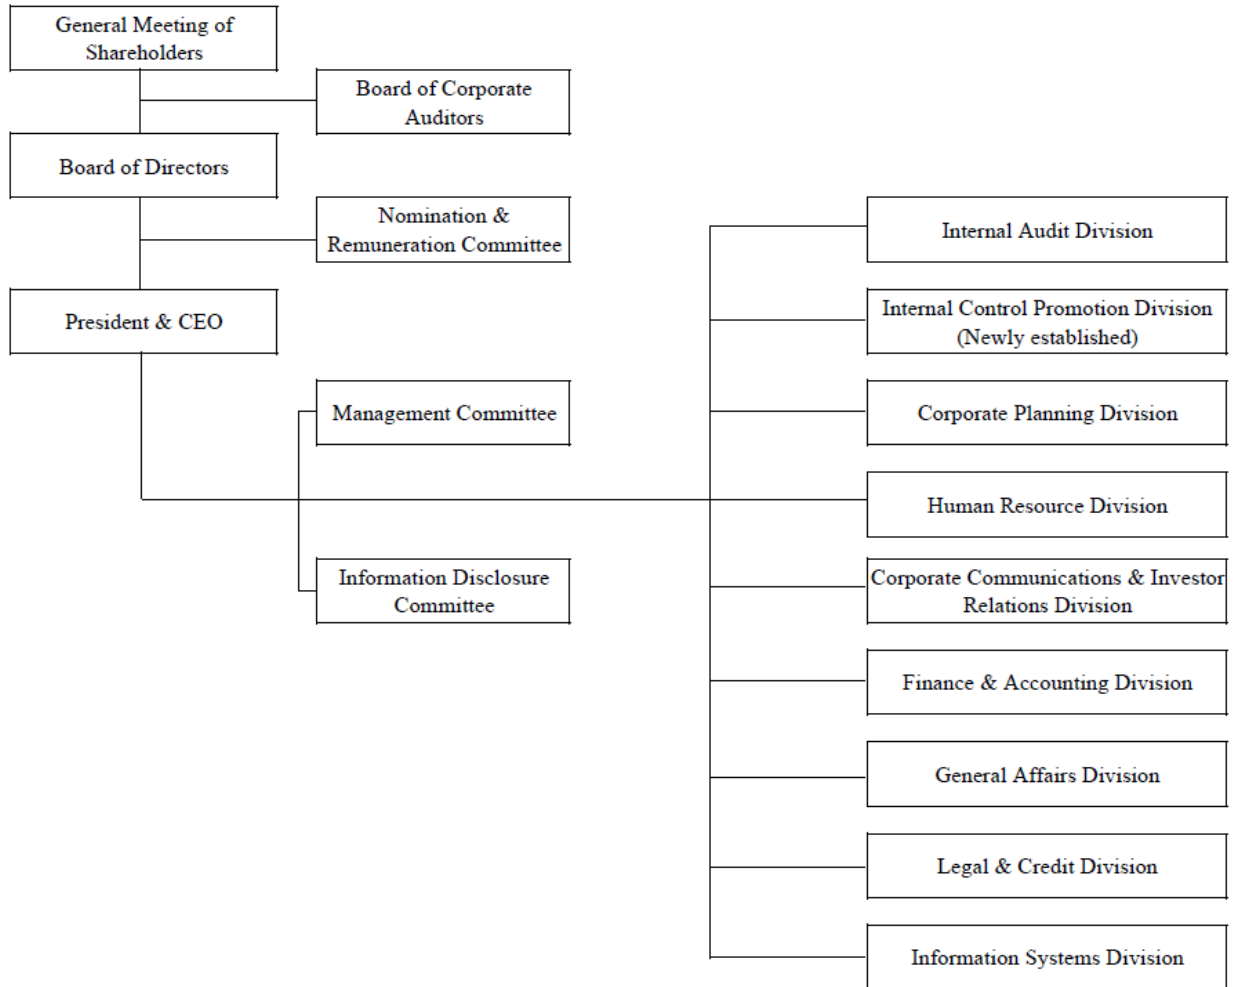 General Meeting of
Shareholders
Board of Corporate
Auditors
Board of Directors
Nomination &
Remuneration Committee
President & CEO
Management Committee
Information Disclosure
Committee
Internal Audit Division
Internal Control Promotion Division
(Newly established)
Corporate Planning Division
Human Resource Division
Corporate Communications & Investor
Relations Division
Finance & Accounting Division
General Affairs Division
Legal & Credit Division
Information Systems Division